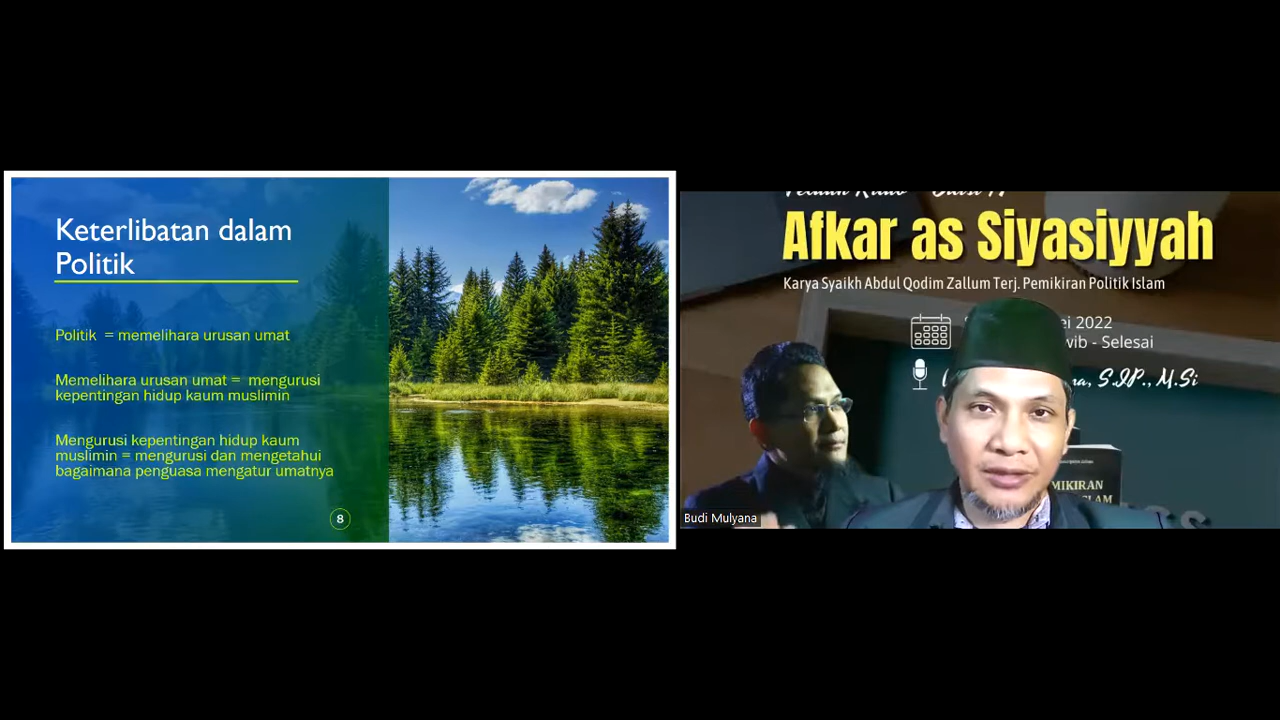 Keterlibatan dalam
Politik
Politik = memelihara urusan umat
Memelihara urusan umat = mengurusi
kepentingan hidup kaum muslimin
Mengurusi kepentingan hidup kaum
muslimin = mengurusi dan mengetahui
bagaimana penguasa mengatur umatnya
8
Afkar as Siyasiyyah
Karya Syaikh Abdul Qodim Zallum Terj. Pemikiran Politik Islam
2022
- Selesai
S.IP., M.Si
Budi Mulyana